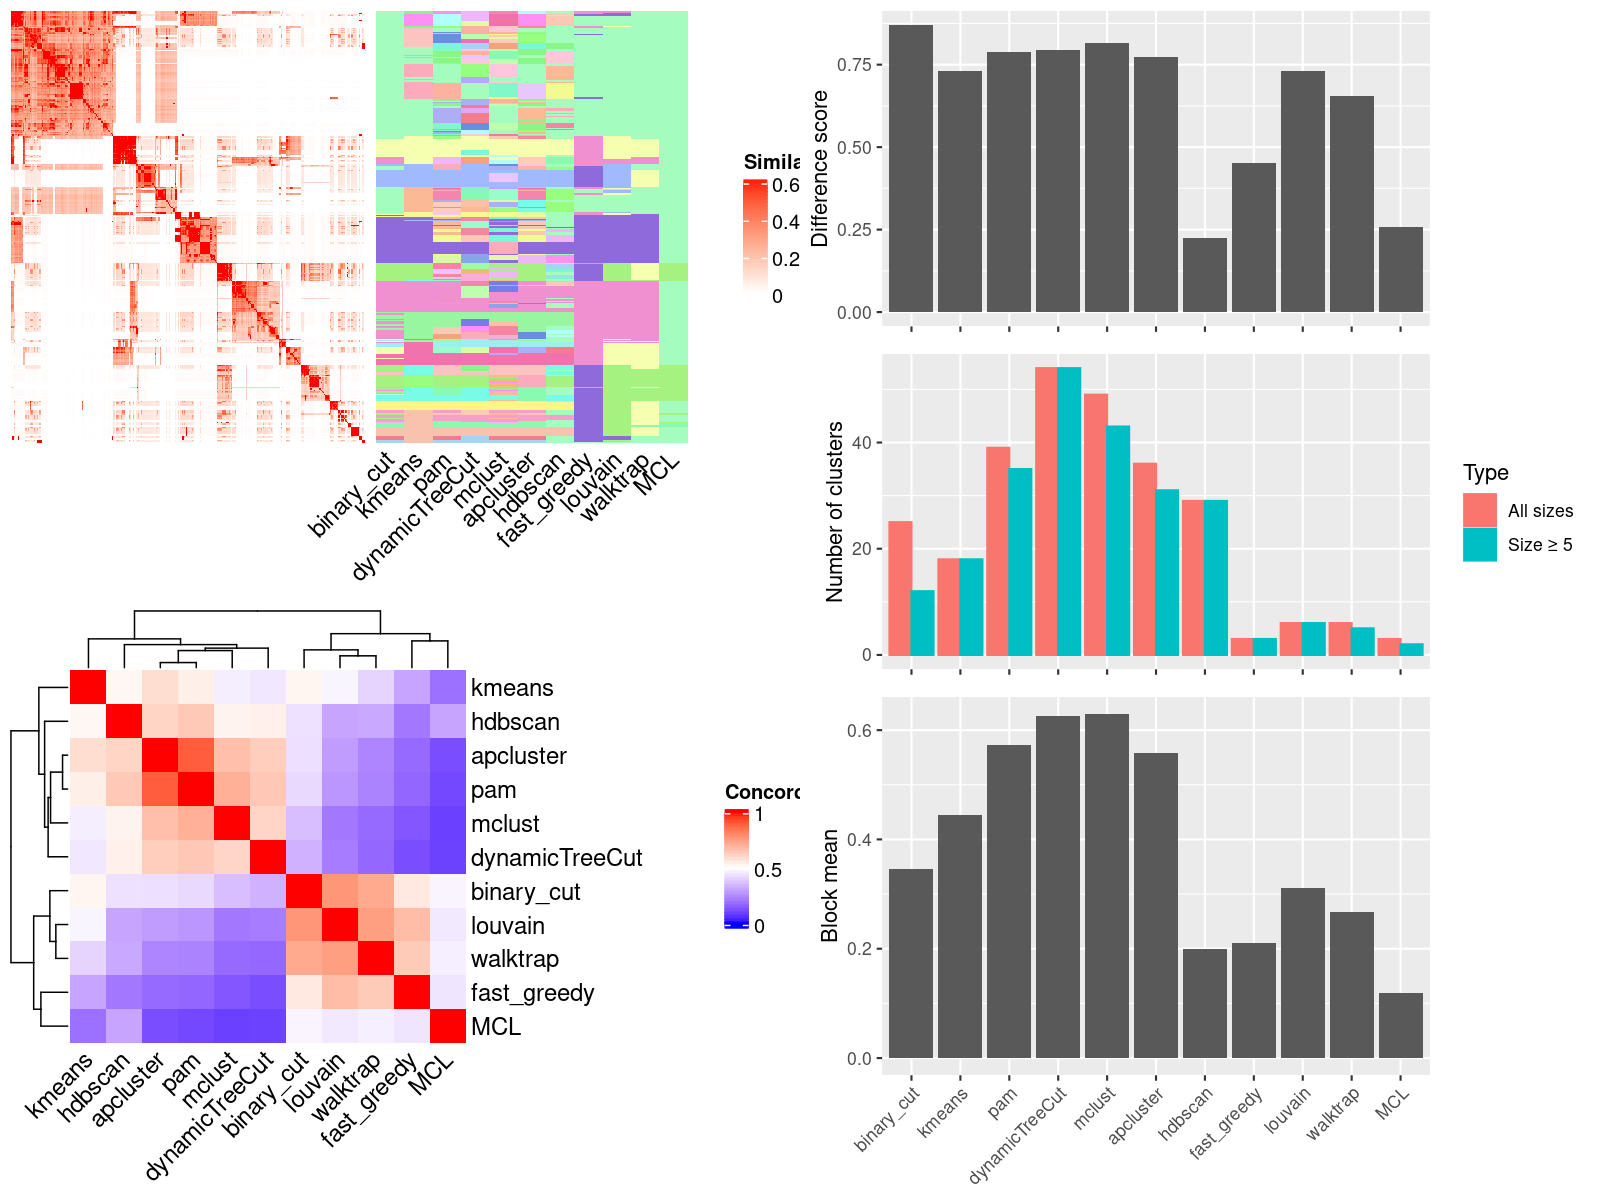 Simila
0.6
0.4
0.2
0
binary_cut
kmeans
pam
dynamicTreeCut
mclust
apcluster
hdbscan
fast_greedy
louvain
walktrap
MCL
kmeans
hdbscan
apcluster
pam
mclust
dynamicTreeCut
binary_cut
louvain
walktrap
fast_greedy
MCL
kmeans
hdbscan
apcluster
pam
mclust
dynamicTreeCut
binary_cut
louvain
walktrap
fast_greedy
MCL
Concord
1
0.5
0
Difference score
0.75
0.50
0.25
0.00
Number of clusters
40
20
0
Type
All sizes
Size ≥ 5
Block mean
0.6
0.4
0.2
0.0
binary_cut
kmeans
pam
dynamicTreeCut
mclust
apcluster
hdbscan
fast_greedy
louvain
walktrap
MCL